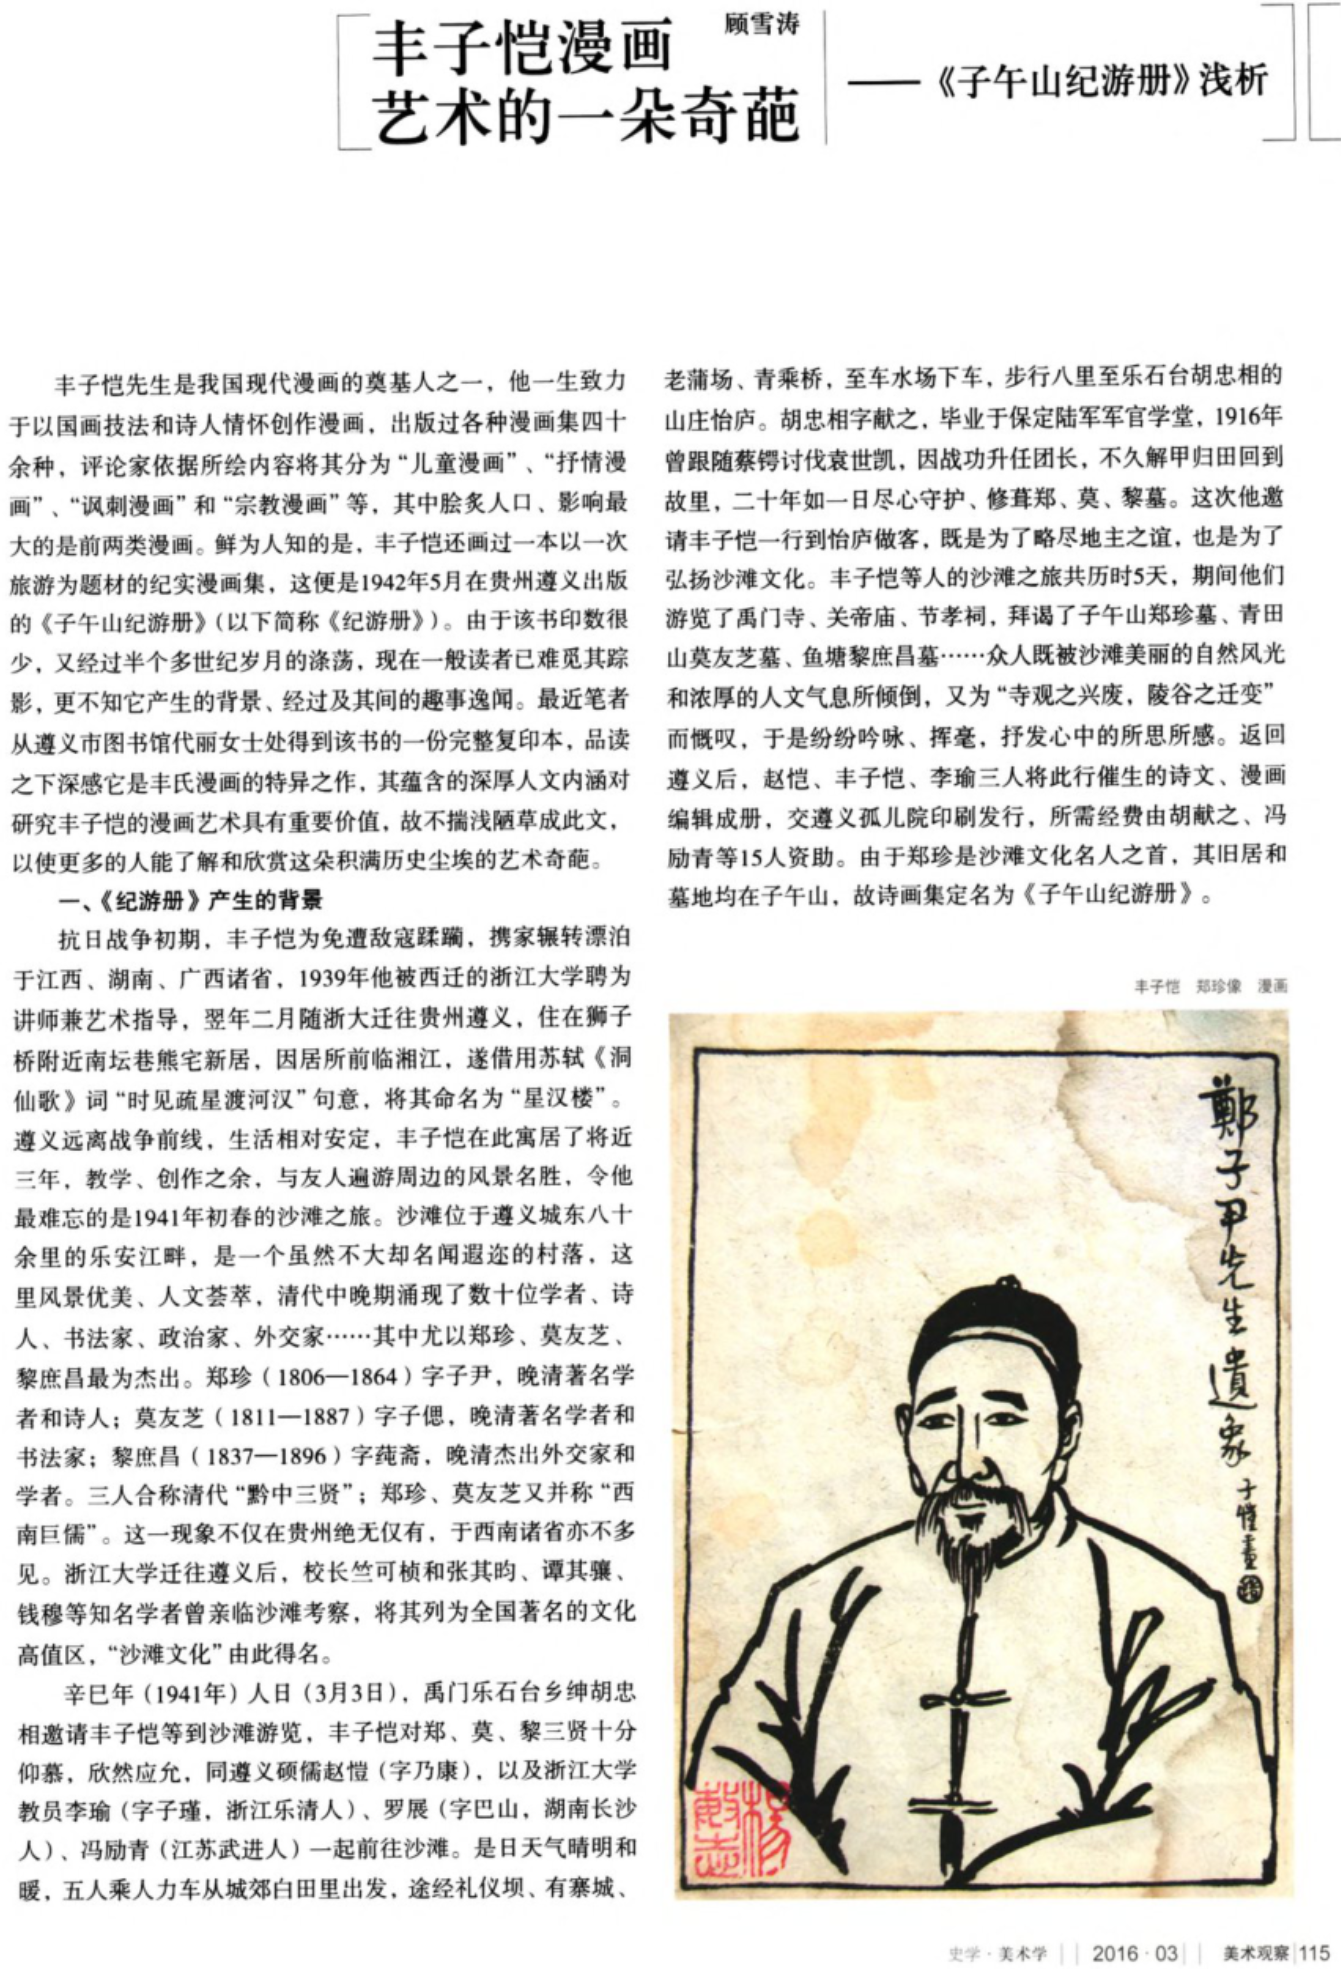 丰子恺漫画
艺术的一朵奇葩
顾雪涛
——《子午山纪游册》浅析
丰子恺先生是我国现代漫画的奠基人之一，他一生致力
于以国画技法和诗人情怀创作漫画，出版过各种漫画集四十
余种，评论家依据所绘内容将其分为“儿童漫画”、“抒情漫
画”、“讽刺漫画”和“宗教漫画”等，其中脍炙人口、影响最
大的是前两类漫画。鲜为人知的是，丰子恺还画过一本以一次
旅游为题材的纪实漫画集，这便是1942年5月在贵州遵义出版
的《子午山纪游册》（以下简称《纪游册》）。由于该书印数很
少，又经过半个多世纪岁月的涤荡，现在一般读者已难觅其踪
影，更不知它产生的背景、经过及其间的趣事逸闻。最近笔者
从遵义市图书馆代丽女士处得到该书的一份完整复印本，品读
之下深感它是丰氏漫画的特异之作，其蕴含的深厚人文内涵对
研究丰子恺的漫画艺术具有重要价值，故不揣浅陋草成此文，
以使更多的人能了解和欣赏这朵积满历史尘埃的艺术奇葩。
一、《纪游册》产生的背景
抗日战争初期，丰子恺为免遭敌寇蹂躏，携家辗转漂泊
于江西、湖南、广西诸省，1939年他被西迁的浙江大学聘为
讲师兼艺术指导，翌年二月随浙大迁往贵州遵义，住在狮子
桥附近南坛巷熊宅新居，因居所前临湘江，遂借用苏轼《洞
仙歌》词“时见疏星渡河汉”句意，将其命名为“星汉楼”。
遵义远离战争前线，生活相对安定，丰子恺在此寓居了将近
三年，教学、创作之余，与友人遍游周边的风景名胜，令他
最难忘的是1941年初春的沙滩之旅。沙滩位于遵义城东八十
余里的乐安江畔，是一个虽然不大却名闻遐迩的村落，这
里风景优美、人文荟萃，清代中晚期涌现了数十位学者、诗
人、书法家、政治家、外交家……其中尤以郑珍、莫友芝、
黎庶昌最为杰出。郑珍（1806—1864）字子尹，晚清著名学
者和诗人；莫友芝（1811—1887）字子偲，晚清著名学者和
书法家；黎庶昌（1837—1896）字莼斋，晚清杰出外交家和
学者。三人合称清代“黔中三贤”；郑珍、莫友芝又并称“西
南巨儒”。这一现象不仅在贵州绝无仅有，于西南诸省亦不多
见。浙江大学迁往遵义后，校长竺可桢和张其昀、谭其骧、
钱穆等知名学者曾亲临沙滩考察，将其列为全国著名的文化
高值区，“沙滩文化”由此得名。
辛巳年（1941年）人日（3月3日），禹门乐石台乡绅胡忠
相邀请丰子恺等到沙滩游览，丰子恺对郑、莫、黎三贤十分
仰慕，欣然应允，同遵义硕儒赵恺（字乃康），以及浙江大学
教员李瑜（字子瑾，浙江乐清人）、罗展（字巴山，湖南长沙
人）、冯励青（江苏武进人）一起前往沙滩。是日天气晴明和
暖，五人乘人力车从城郊白田里出发，途经礼仪坝、有寨城、
老蒲场、青乘桥，至车水场下车，步行八里至乐石台胡忠相的
山庄怡庐。胡忠相字献之，毕业于保定陆军军官学堂，1916年
曾跟随蔡锷讨伐袁世凯，因战功升任团长，不久解甲归田回到
故里，二十年如一日尽心守护、修葺郑、莫、黎墓。这次他邀
请丰子恺一行到怡庐做客，既是为了略尽地主之谊，也是为了
弘扬沙滩文化。丰子恺等人的沙滩之旅共历时5天，期间他们
游览了禹门寺、关帝庙、节孝祠，拜谒了子午山郑珍墓、青田
山莫友芝墓、鱼塘黎庶昌墓……众人既被沙滩美丽的自然风光
和浓厚的人文气息所倾倒，又为“寺观之兴废，陵谷之迁变”
而慨叹，于是纷纷吟咏、挥毫，抒发心中的所思所感。返回
遵义后，赵恺、丰子恺、李瑜三人将此行催生的诗文、漫画
编辑成册，交遵义孤儿院印刷发行，所需经费由胡献之、冯
励青等15人资助。由于郑珍是沙滩文化名人之首，其旧居和
墓地均在子午山，故诗画集定名为《子午山纪游册》。
丰子恺 郑珍像 漫画
鄭子尹先生遺象
子愷畫
史学·美术学 2016·03 美术观察 115